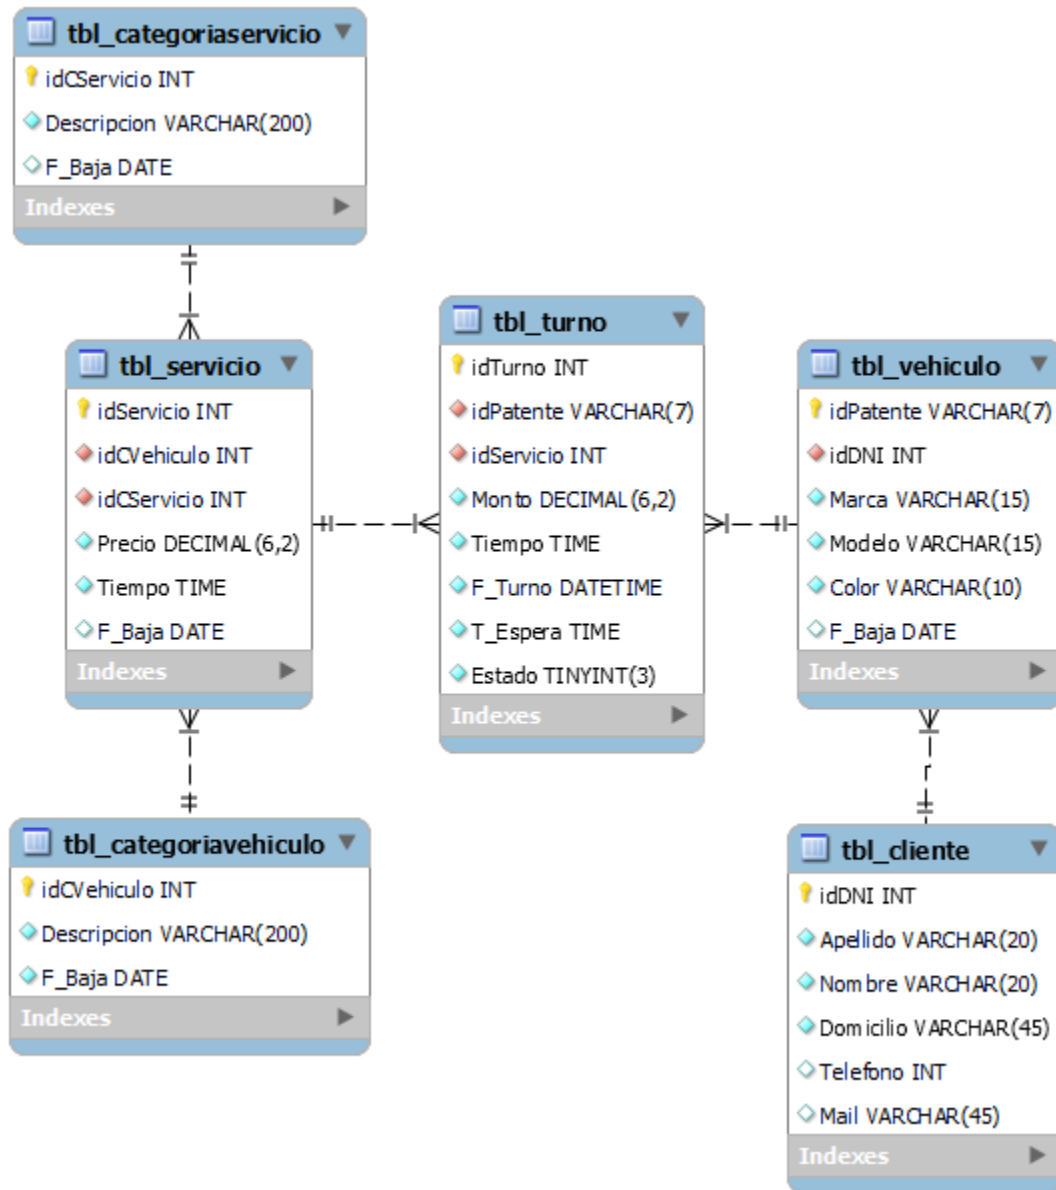 tbl_categoriaservicio
idCServicio INT
Descripcion VARCHAR(200)
F_Baja DATE
Indexes
tbl_servicio
idServicio INT
idCVehiculo INT
idCServicio INT
Precio DECIMAL(6,2)
Tiempo TIME
F_Baja DATE
Indexes
tbl_turno
idTurno INT
idPatente VARCHAR(7)
idServicio INT
Monto DECIMAL(6,2)
Tiempo TIME
F_Turno DATETIME
T_Espera TIME
Estado TINYINT(3)
Indexes
tbl_vehiculo
idPatente VARCHAR(7)
idDNI INT
Marca VARCHAR(15)
Modelo VARCHAR(15)
Color VARCHAR(10)
F_Baja DATE
Indexes
tbl_categoriavehiculo
idCVehiculo INT
Descripcion VARCHAR(200)
F_Baja DATE
Indexes
tbl_cliente
idDNI INT
Apellido VARCHAR(20)
Nombre VARCHAR(20)
Domicilio VARCHAR(45)
Telefono INT
Mail VARCHAR(45)
Indexes